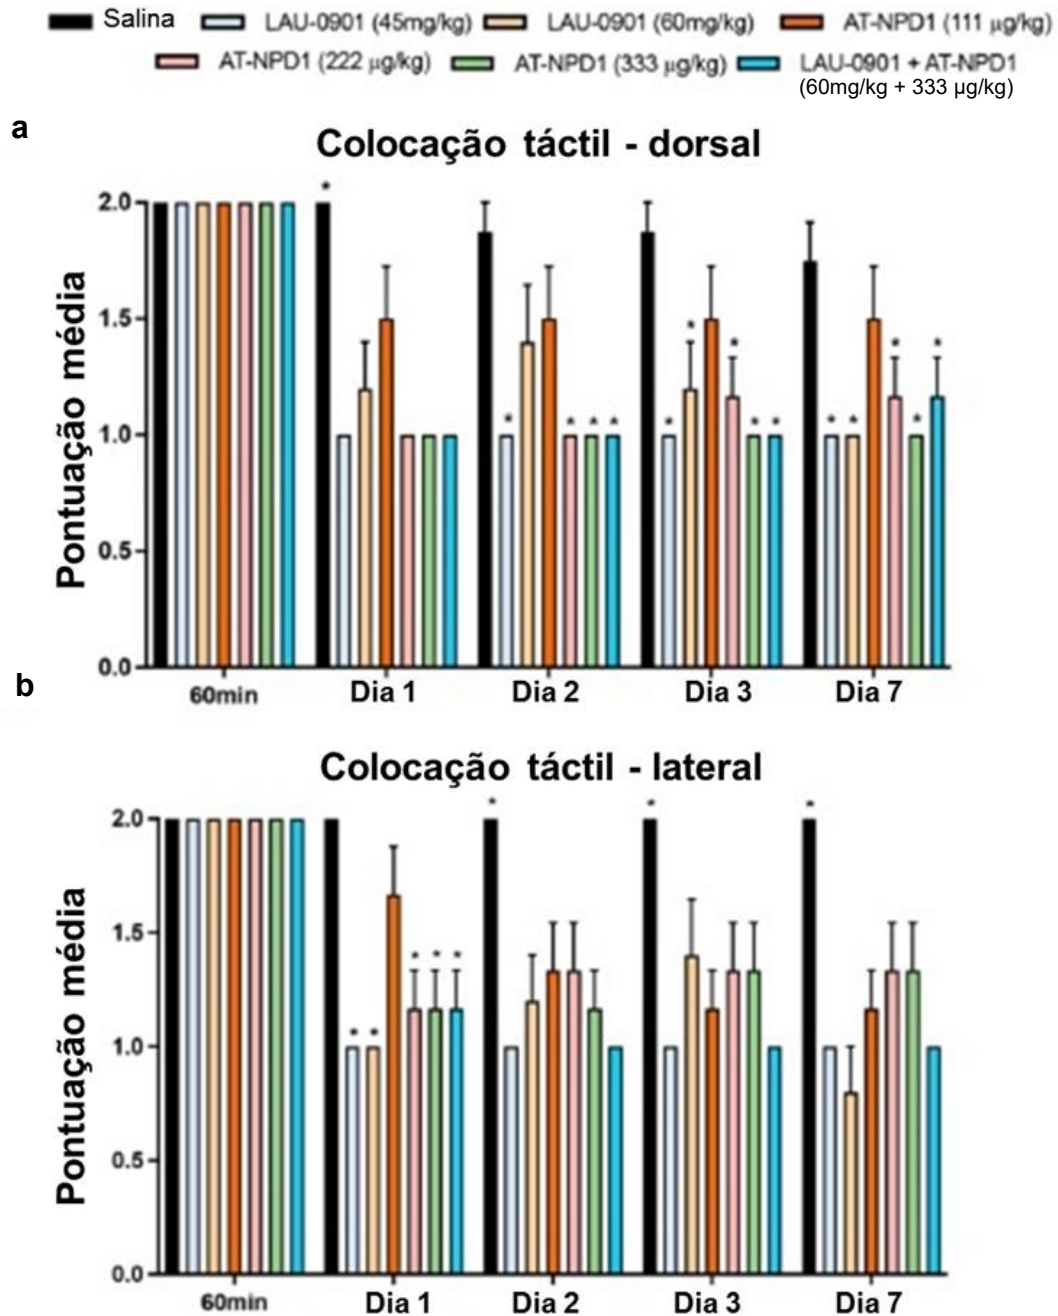 Salina LAU-0901 (45mg/kg) LAU-0901 (60mg/kg) AT-NPD1 (111 µg/kg)
AT-NPD1 (222 µg/kg) AT-NPD1 (333 µg/kg) LAU-0901 + AT-NPD1
(60mg/kg + 333 µg/kg)
a
Colocação táctil - dorsal
Pontuação média
2.0
1.5
1.0
0.5
0.0
60min Dia 1 Dia 2 Dia 3 Dia 7
b
Colocação táctil - lateral
Pontuação média
2.0
1.5
1.0
0.5
0.0
60min Dia 1 Dia 2 Dia 3 Dia 7